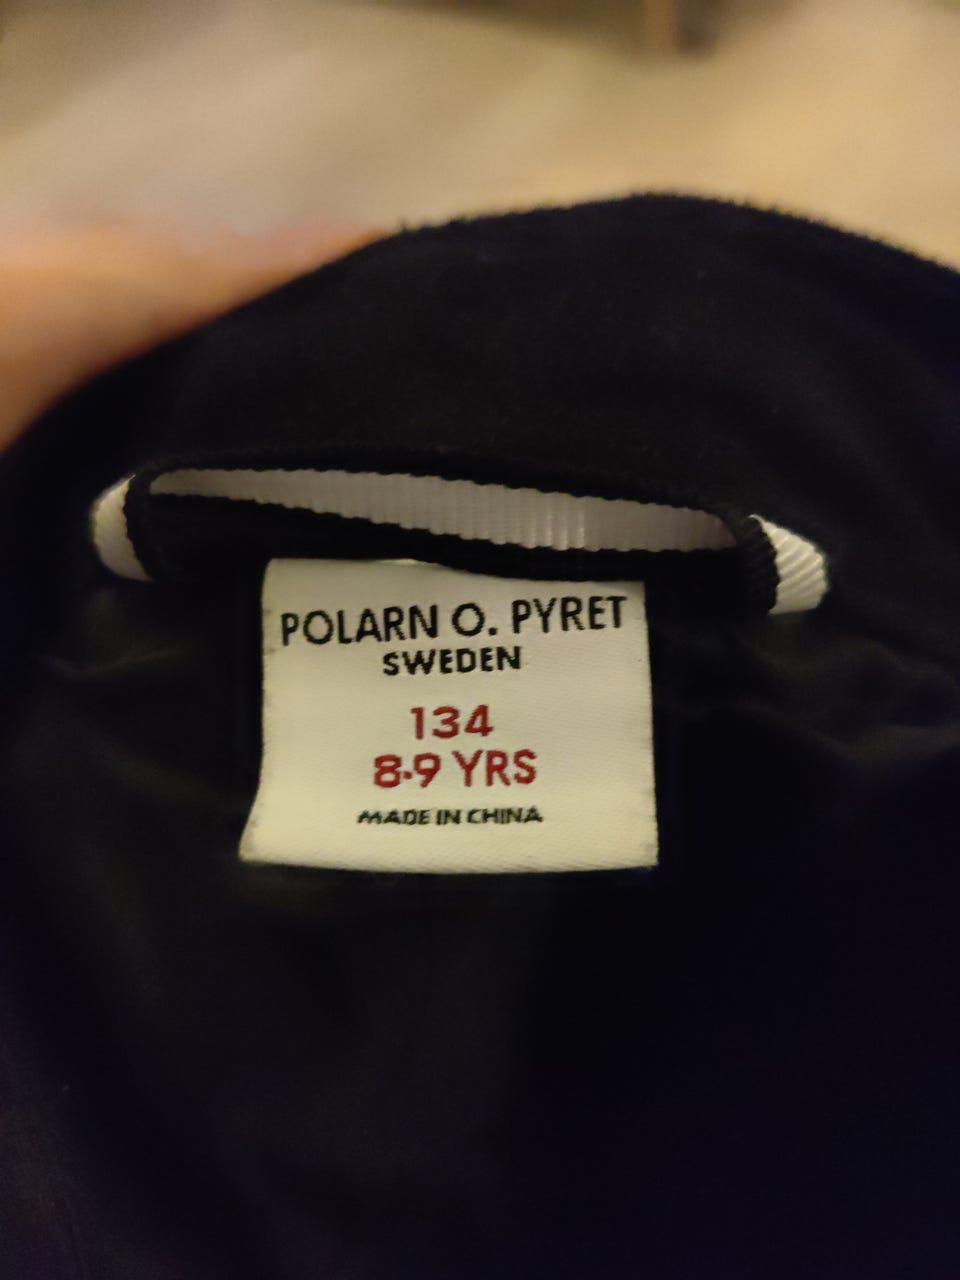 POLARN O. PYRET
SWEDEN
134
8-9 YRS
MADE IN CHINA